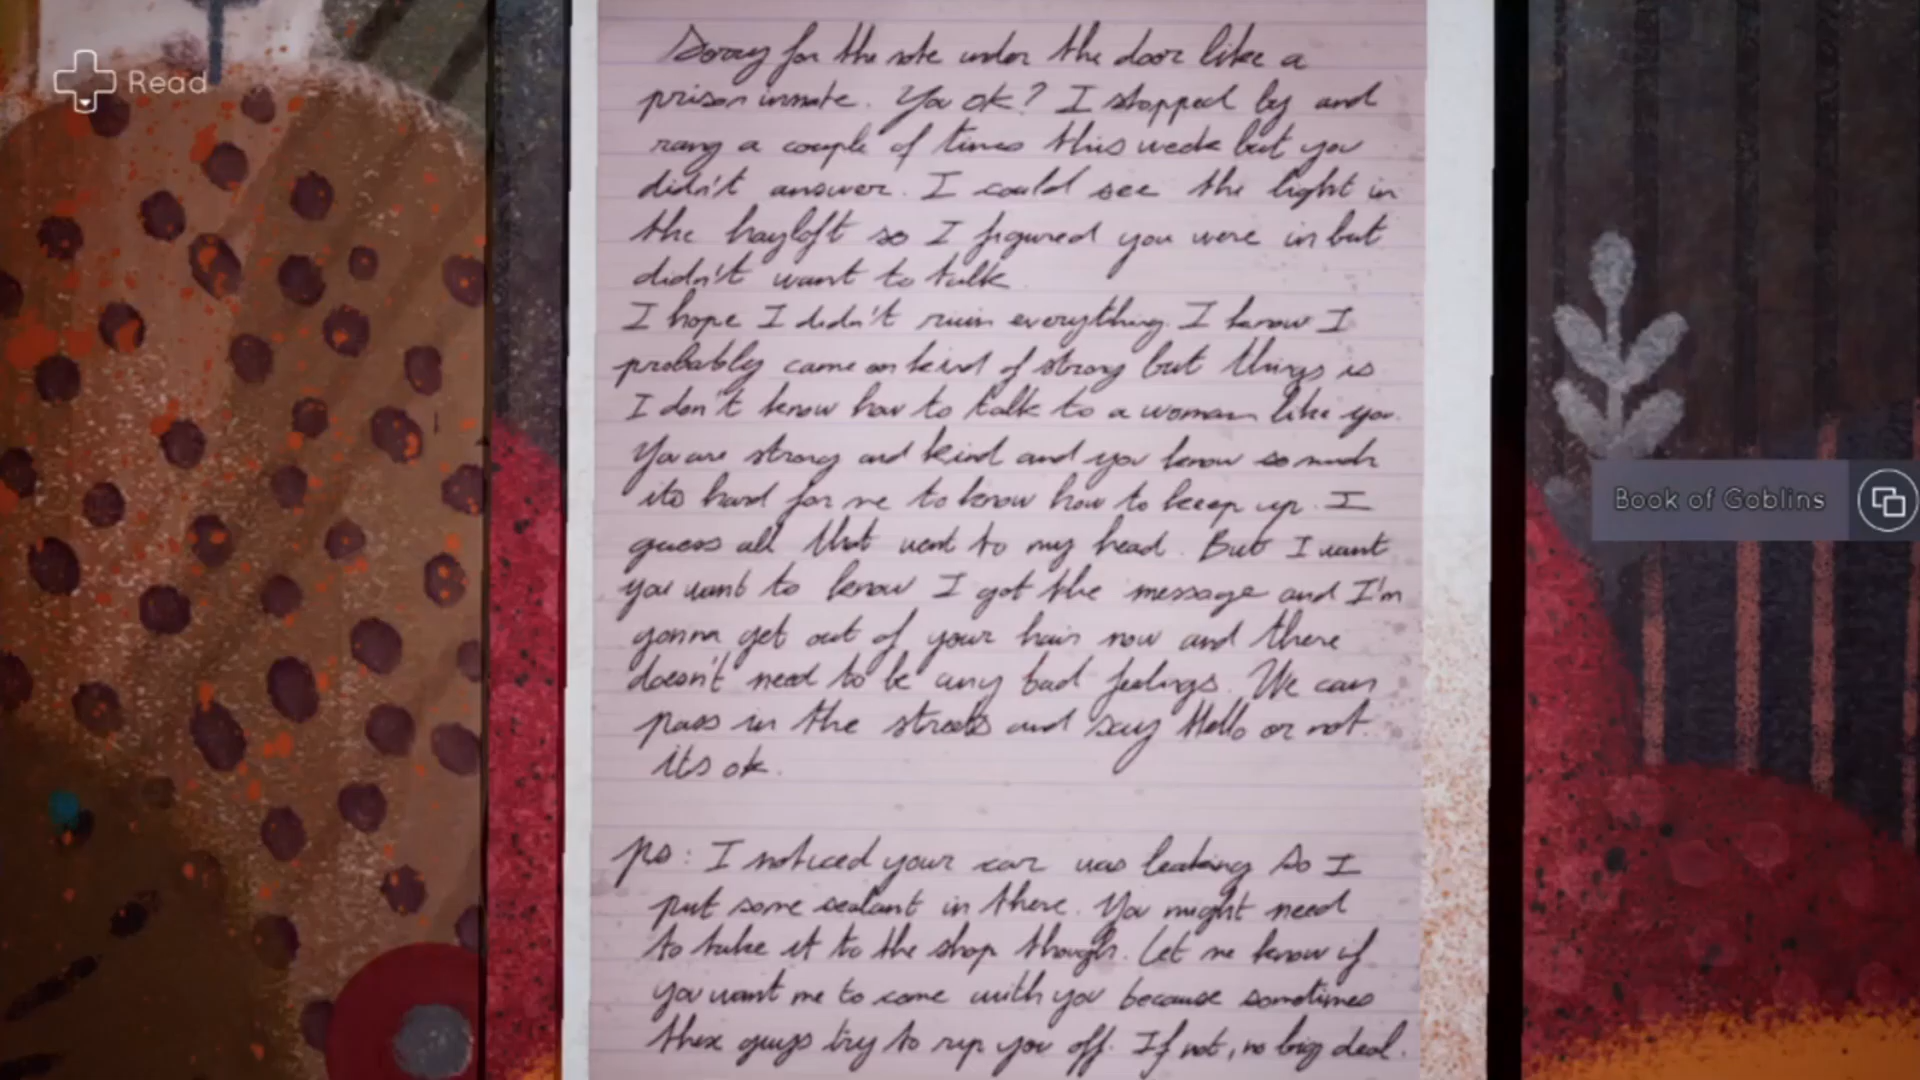 Read
Sorry for the note under the door like a
prison inmate. You ok? I stopped by and
rang a couple of times this week but you
didn't answer. I could see the light in
the hayloft so I figured you were in but
didn't want to talk.
I hope I didn't ruin everything. I know I
probably came on kind of strong but things is
I don't know how to talk to a woman like you.
You are strong and kind and you know so much
its hard for me to know how to keep up. I
guess all that went to my head. But I want
you want to know I got the message and I'm
gonna get out of your hair now and there
doesn't need to be any bad feelings. We can
pass in the streets and say Hello or not.
its ok.
ps: I noticed your car was leaking so I
put some sealant in there. You might need
to take it to the shop though. Let me know if
you want me to come with you because sometimes
these guys try to rip you off. If not, no big deal.
Book of Goblins